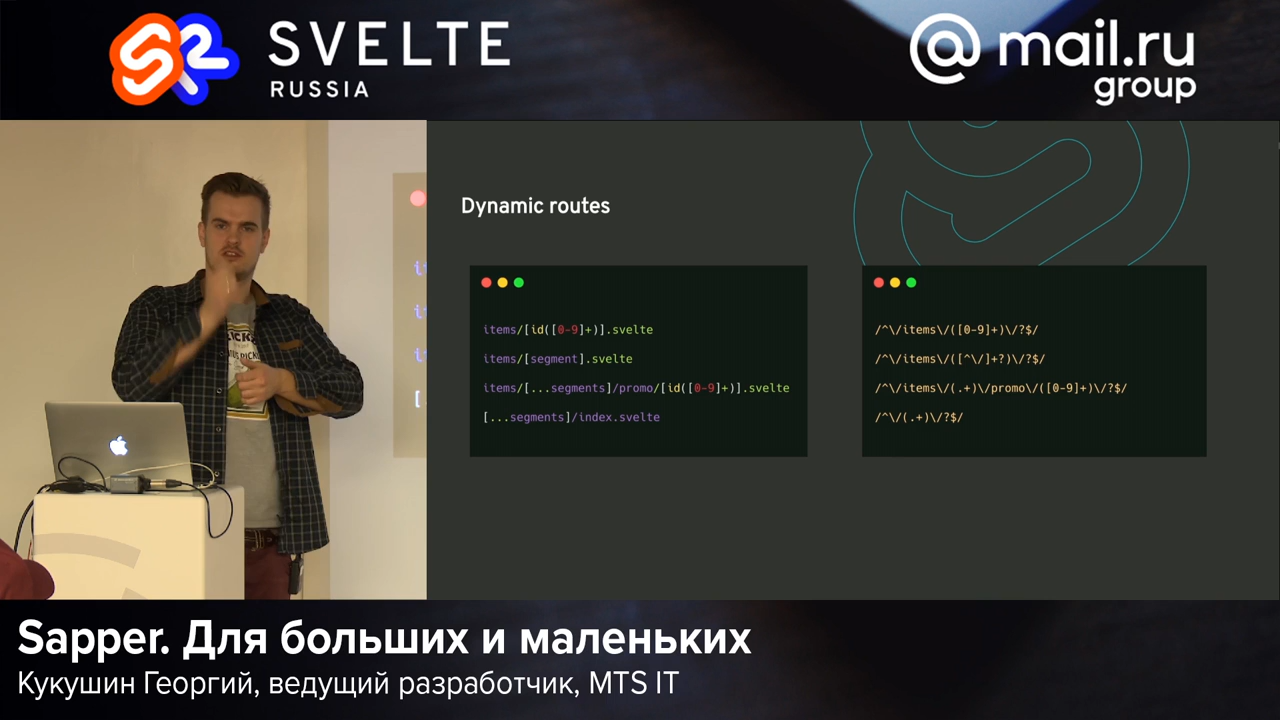 SVELTE
RUSSIA
@mail.ru
group
Dynamic routes
items/[id([0-9]+)].svelte
items/[segment].svelte
items/[...segments]/promo/[id([0-9]+)].svelte
[...segments]/index.svelte
/^\/items\/([0-9]+)\/?$/
/^\/items\/([^\/]+?)\/?$/
/^\/items\/(.+)\/promo\/([0-9]+)\/?$/
/^\/(.+)\/?$/
Sapper. Для больших и маленьких
Кукушин Георгий, ведущий разработчик, MTS IT